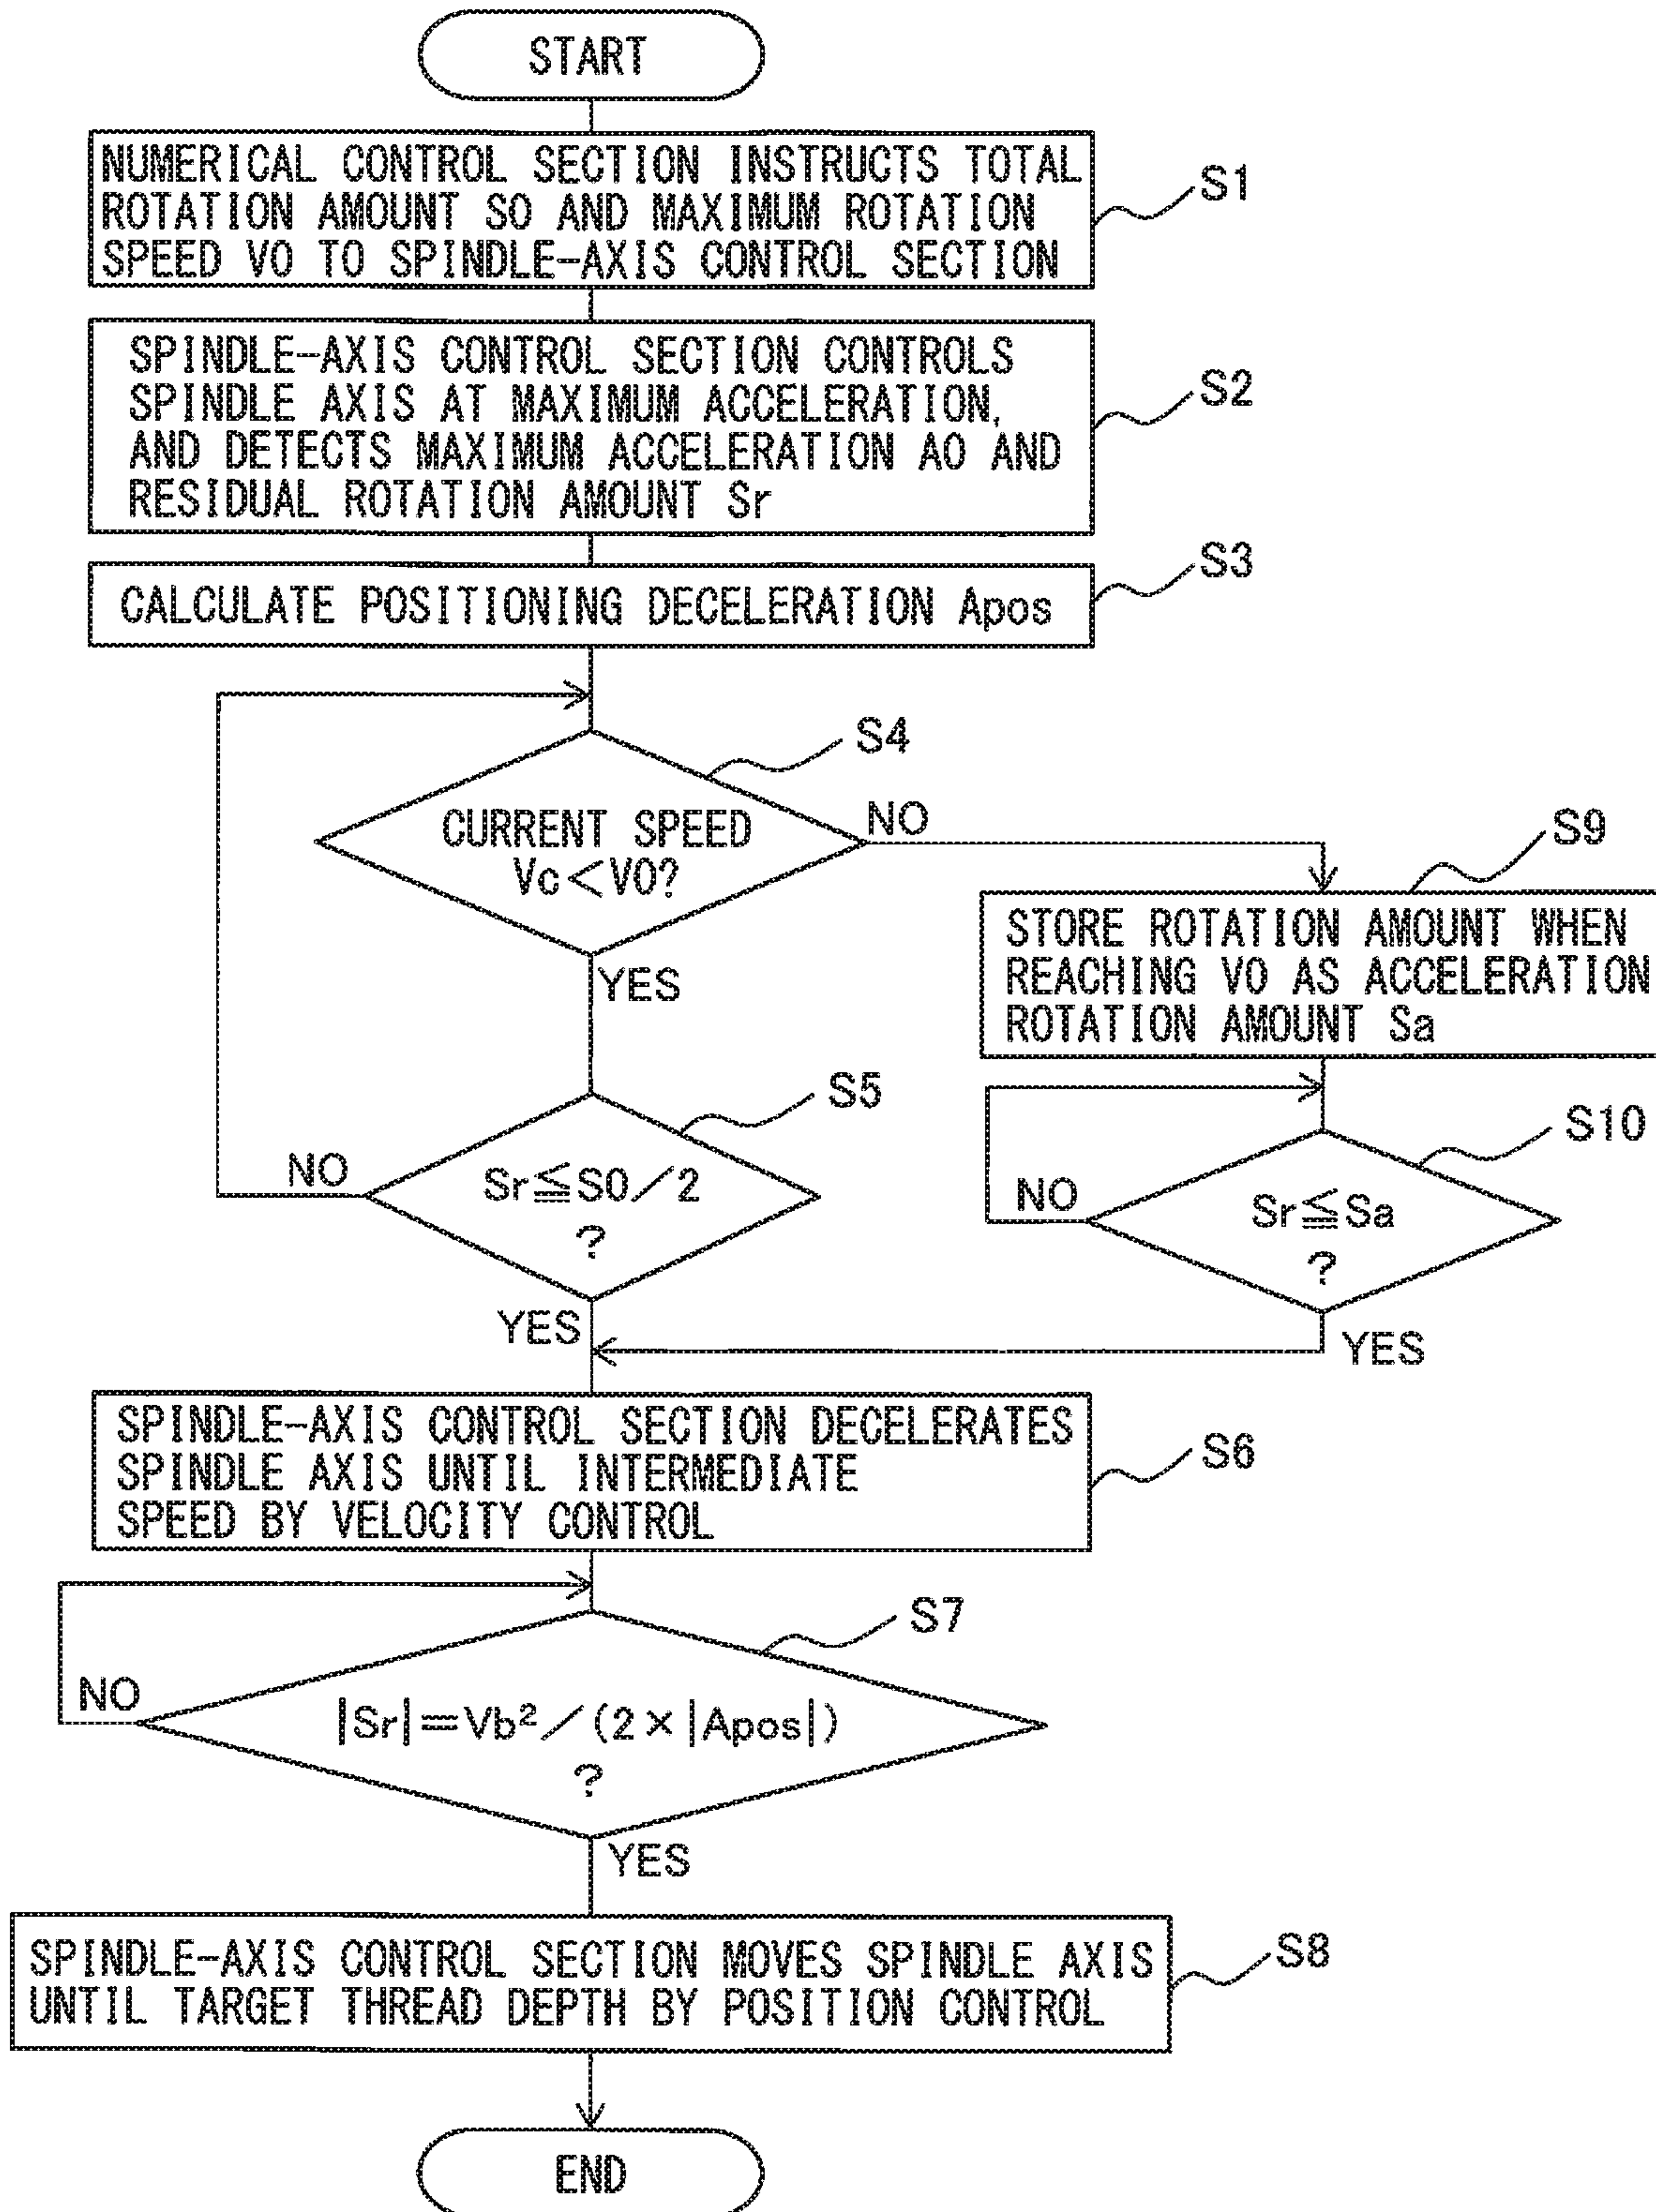 START
NUMERICAL CONTROL SECTION INSTRUCTS TOTAL
ROTATION AMOUNT S0 AND MAXIMUM ROTATION
SPEED V0 TO SPINDLE-AXIS CONTROL SECTION
S1
SPINDLE-AXIS CONTROL SECTION CONTROLS
SPINDLE AXIS AT MAXIMUM ACCELERATION,
AND DETECTS MAXIMUM ACCELERATION A0 AND
RESIDUAL ROTATION AMOUNT Sr
S2
CALCULATE POSITIONING DECELERATION Apos
S3
CURRENT SPEED
Vc<V0?
S4
NO
YES
STORE ROTATION AMOUNT WHEN
REACHING V0 AS ACCELERATION
ROTATION AMOUNT Sa
S9
Sr≦S0/2
?
S5
NO
YES
Sr≦Sa
?
S10
NO
YES
SPINDLE-AXIS CONTROL SECTION DECELERATES
SPINDLE AXIS UNTIL INTERMEDIATE
SPEED BY VELOCITY CONTROL
S6
|Sr|=Vb²/(2×|Apos|)
?
S7
NO
YES
SPINDLE-AXIS CONTROL SECTION MOVES SPINDLE AXIS
UNTIL TARGET THREAD DEPTH BY POSITION CONTROL
S8
END